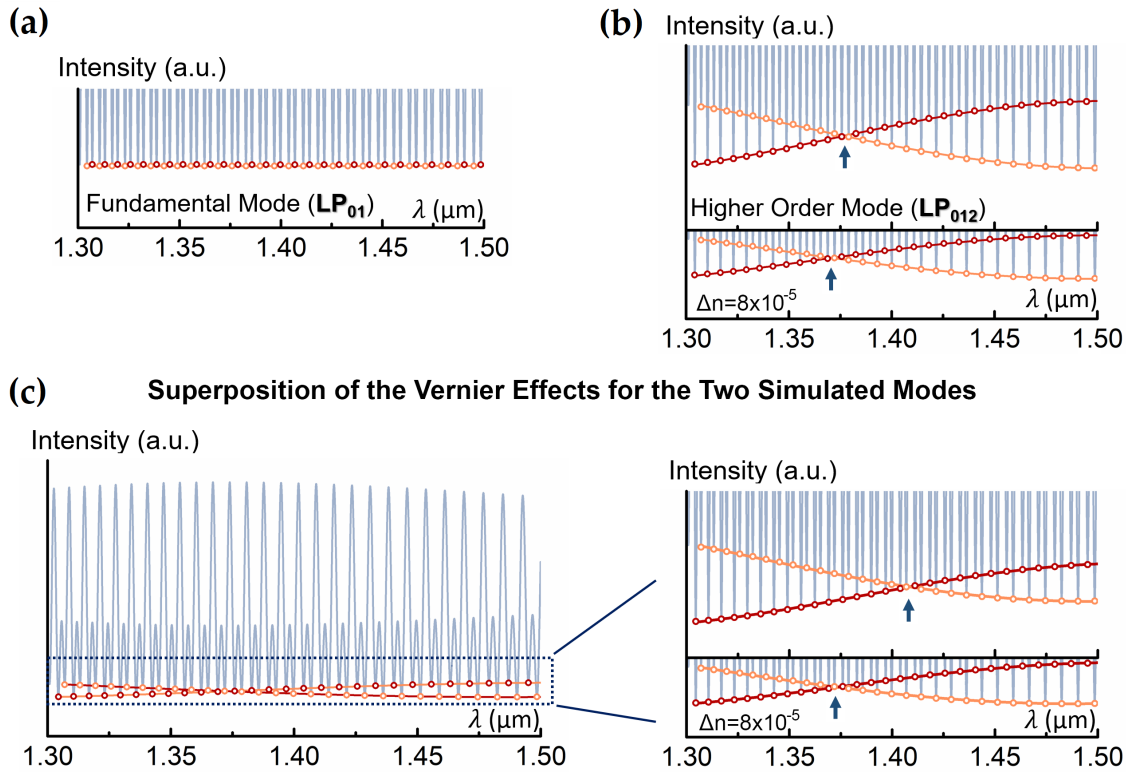 (a)
Intensity (a.u.)
Fundamental Mode (LP01) λ (μm)
1.30 1.35 1.40 1.45 1.50
(b)
Intensity (a.u.)
Higher Order Mode (LP012)
Δn=8x10-5
λ (μm)
1.30 1.35 1.40 1.45 1.50
(c)
Superposition of the Vernier Effects for the Two Simulated Modes
Intensity (a.u.)
λ (μm)
1.30 1.35 1.40 1.45 1.50
Intensity (a.u.)
Δn=8x10-5
λ (μm)
1.30 1.35 1.40 1.45 1.50